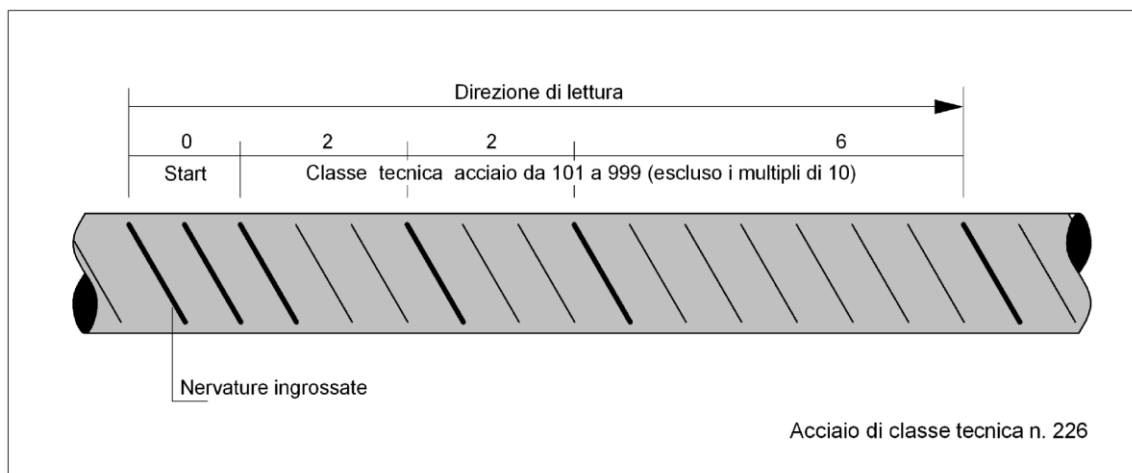 Direzione di lettura
0 2 2 6
Start Classe tecnica acciaio da 101 a 999 (escluso i multipli di 10)
Nervature ingrossate
Acciaio di classe tecnica n. 226